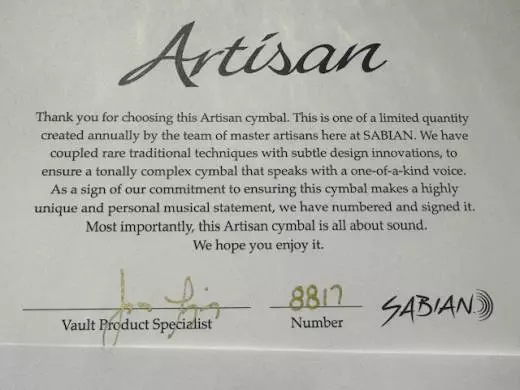 Artisan
Thank you for choosing this Artisan cymbal. This is one of a limited quantity
created annually by the team of master artisans here at SABIAN. We have
coupled rare traditional techniques with subtle design innovations, to
ensure a tonally complex cymbal that speaks with a one-of-a-kind voice.
As a sign of our commitment to ensuring this cymbal makes a highly
unique and personal musical statement, we have numbered and signed it.
Most importantly, this Artisan cymbal is all about sound.
We hope you enjoy it.
8817
Vault Product Specialist Number SABIAN